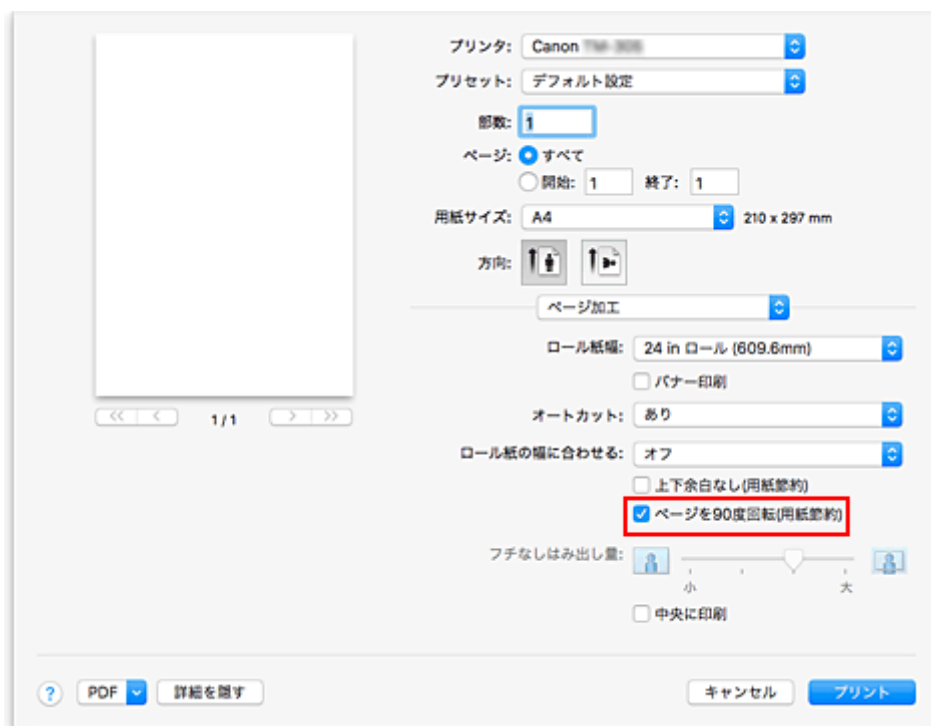 プリンタ: Canon
プリセット: デフォルト設定
部数: 1
ページ: すべて
開始: 1 終了: 1
用紙サイズ: A4 210 x 297 mm
方向:
ページ加工
ロール紙幅: 24 in ロール (609.6mm)
バナー印刷
1 / 1
オートカット: あり
ロール紙の幅に合わせる: オフ
上下余白なし(用紙節約)
ページを90度回転(用紙節約)
フチなしはみ出し量:
小 大
中央に印刷
? PDF 詳細を隠す キャンセル プリント